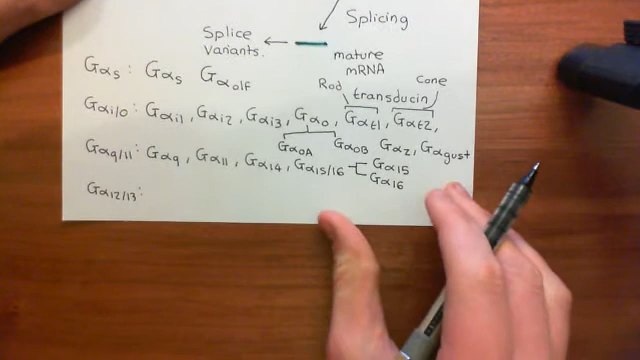 Splicing
Splice variants. ← mature mRNA
Rod Cone
transducin
Gαs: Gαs Gαolf
Gαi/o: Gαi1, Gαi2, Gαi3, Gαo, Gαt1, Gαt2,
GαoA GαoB Gαz, Gαgust
Gαq/11: Gαq, Gα11, Gα14, Gα15/16 Gα15
Gα16
Gα12/13: